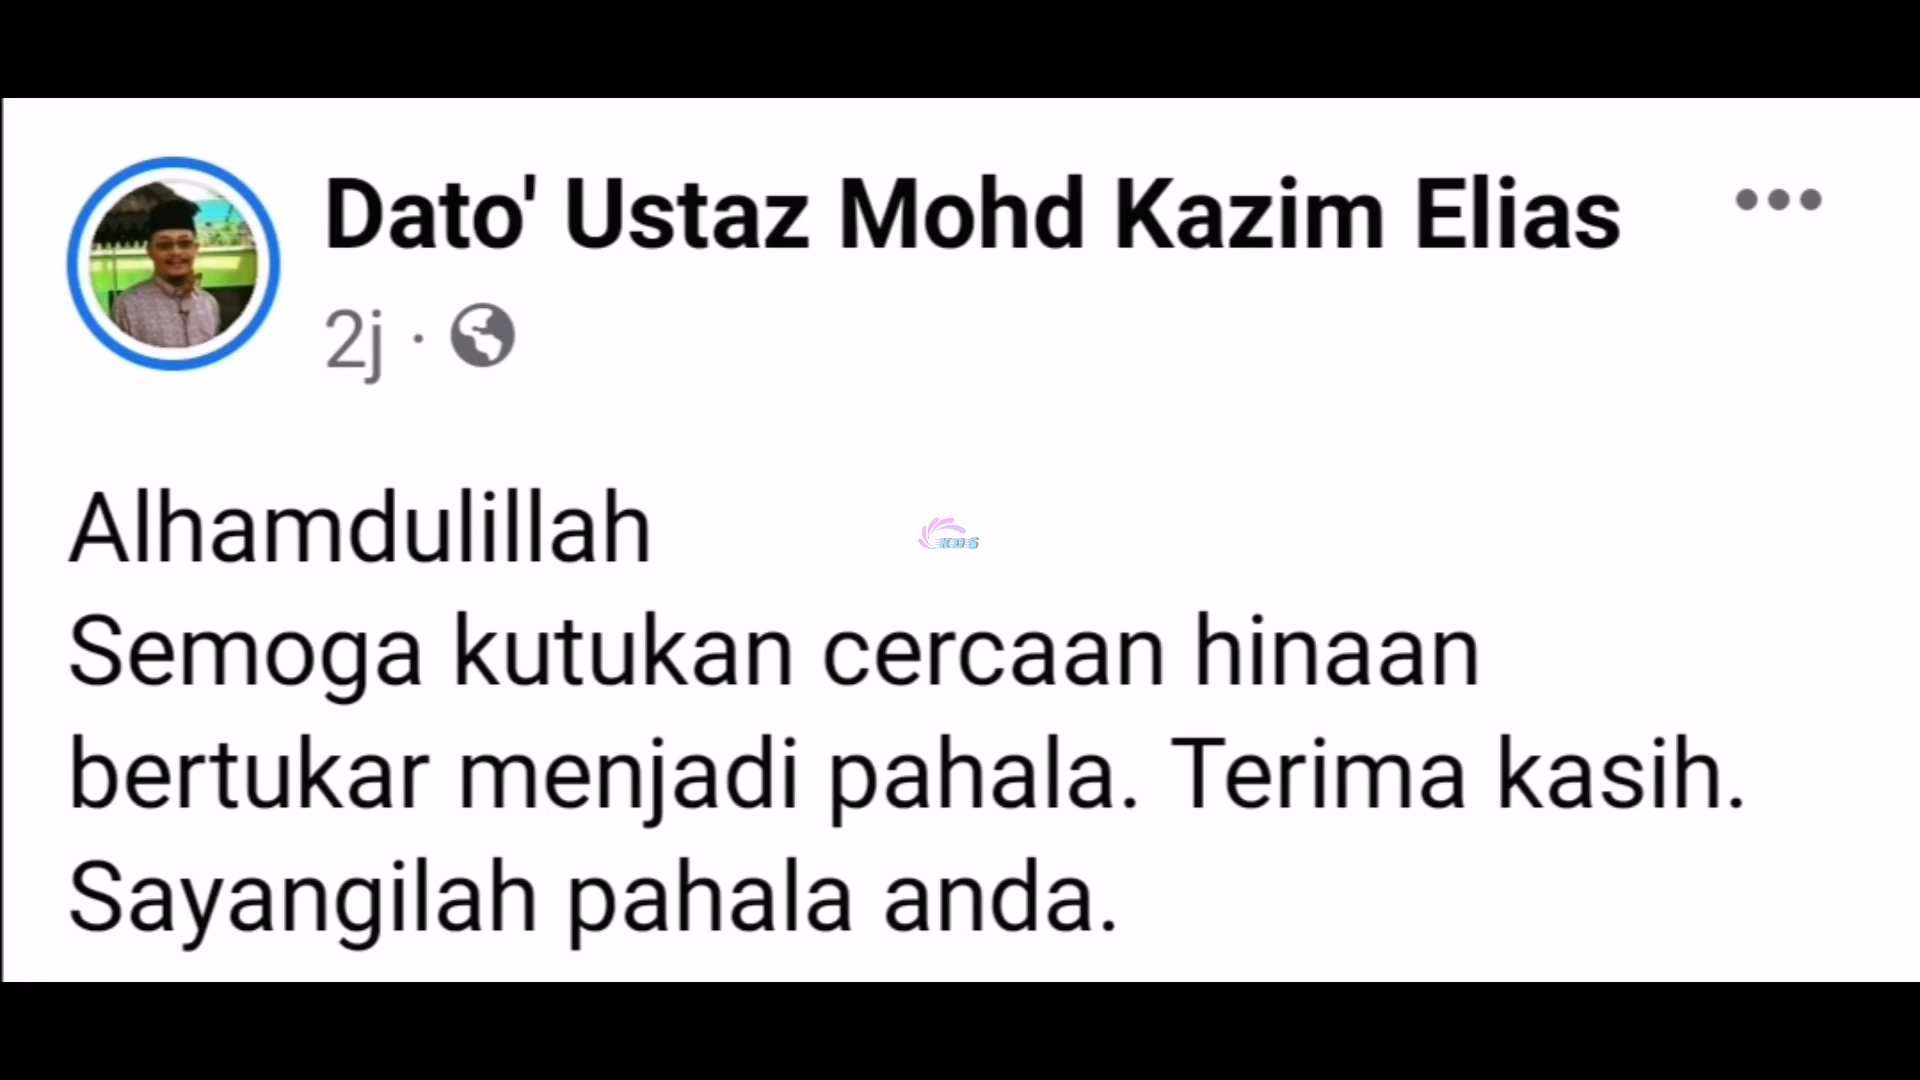 Dato' Ustaz Mohd Kazim Elias
2j ·
Alhamdulillah
KDS
Semoga kutukan cercaan hinaan
bertukar menjadi pahala. Terima kasih.
Sayangilah pahala anda.